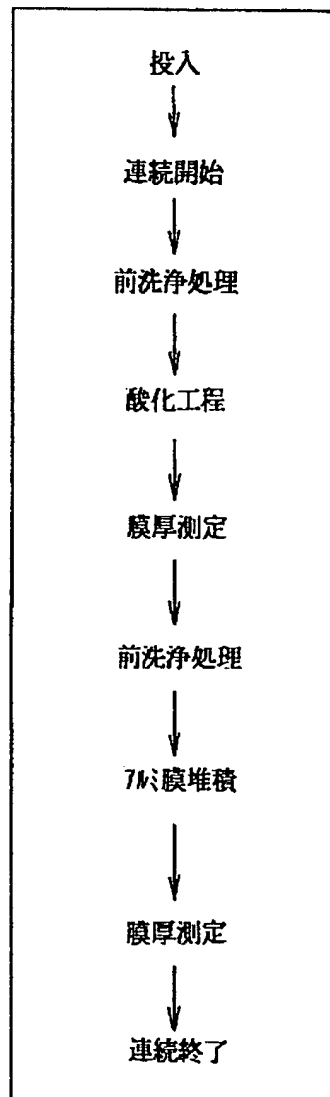 投入
連続開始
前洗浄処理
酸化工程
膜厚測定
前洗浄処理
ｱﾙﾐ膜堆積
膜厚測定
連続終了